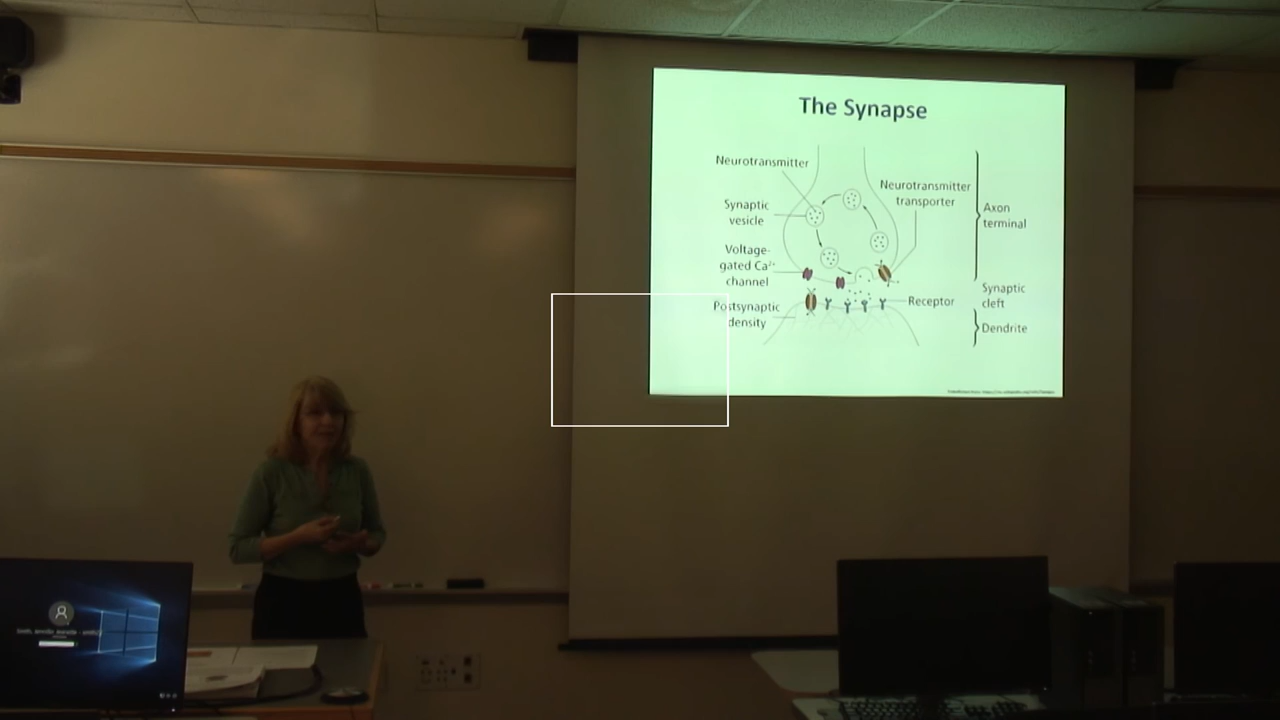 The Synapse
Neurotransmitter
Neurotransmitter
transporter
Synaptic
vesicle
Axon
terminal
Voltage-
gated Ca²⁺
channel
Synaptic
cleft
Postsynaptic
density
Receptor
Dendrite